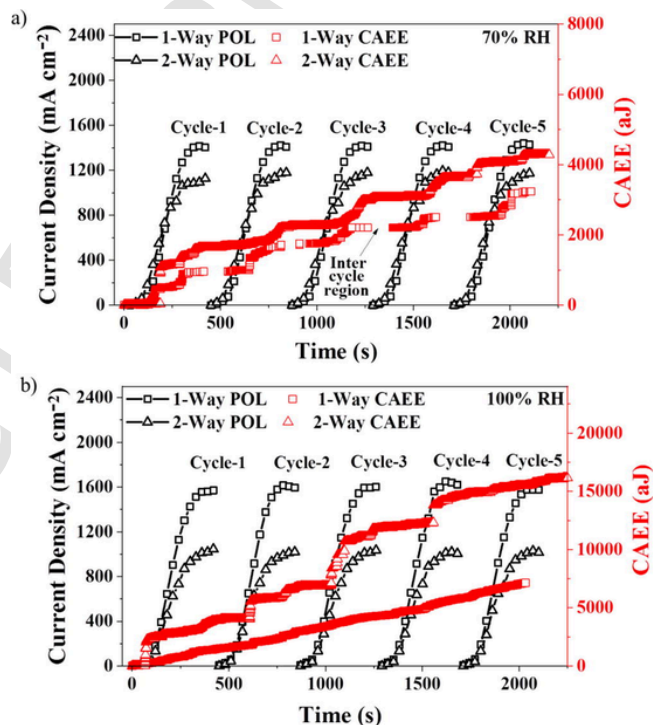 a)
1-Way POL 1-Way CAEE 70% RH
2-Way POL 2-Way CAEE
Current Density (mA cm⁻²)
2400
2000
1600
1200
800
400
0
Cycle-1 Cycle-2 Cycle-3 Cycle-4 Cycle-5
Inter
cycle
region
8000
6000
4000
2000
0
CAEE (aJ)
0 500 1000 1500 2000
Time (s)
b)
1-Way POL 1-Way CAEE 100% RH
2-Way POL 2-Way CAEE
Current Density (mA cm⁻²)
2400
2000
1600
1200
800
400
0
Cycle-1 Cycle-2 Cycle-3 Cycle-4 Cycle-5
20000
15000
10000
5000
0
CAEE (aJ)
0 500 1000 1500 2000
Time (s)